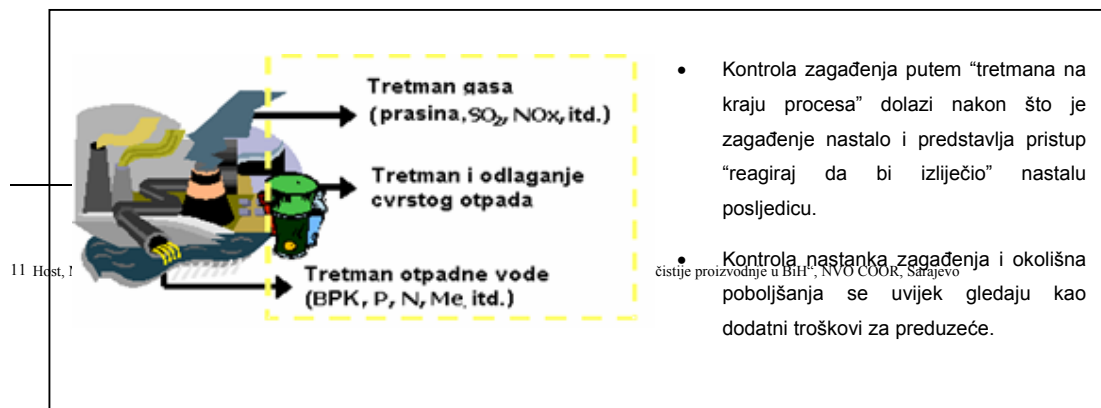 Tretman gasa
(prasina, SO₂, NOx, itd.)
Tretman i odlaganje
cvrstog otpada
Tretman otpadne vode
(BPK, P, N, Me, itd.)
• Kontrola zagađenja putem “tretmana na
kraju procesa” dolazi nakon što je
zagađenje nastalo i predstavlja pristup
“reagiraj da bi izliječio” nastalu
posljedicu.
• Kontrola nastanka zagađenja i okolišna
poboljšanja se uvijek gledaju kao
dodatni troškovi za preduzeće.
11 Host, čistije proizvodnje u BiH“, NVO COOR, Sarajevo